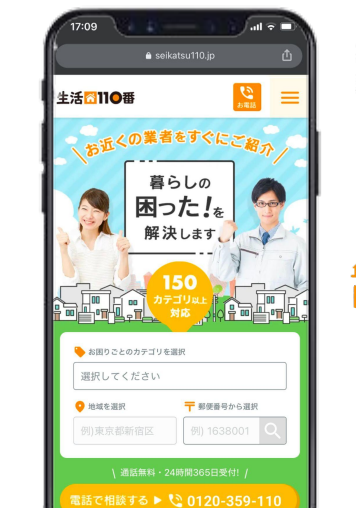 17:09
seikatsu110.jp
生活110番
お電話
お近くの業者をすぐにご紹介
暮らしの
困った!を
解決します
150
カテゴリ以上
対応
お困りごとのカテゴリを選択
選択してください
地域を選択
〒郵便番号から選択
例)東京都新宿区
例) 1638001
\ 通話無料・24時間365日受付! /
電話で相談する ▶ 0120-359-110